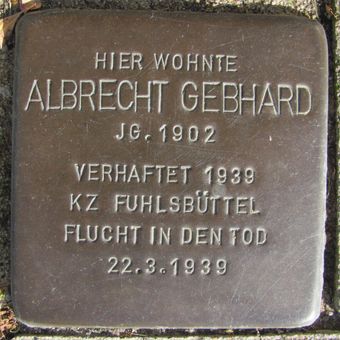 HIER WOHNTE
ALBRECHT GEBHARD
JG. 1902
VERHAFTET 1939
KZ FUHLSBÜTTEL
FLUCHT IN DEN TOD
22.3.1939